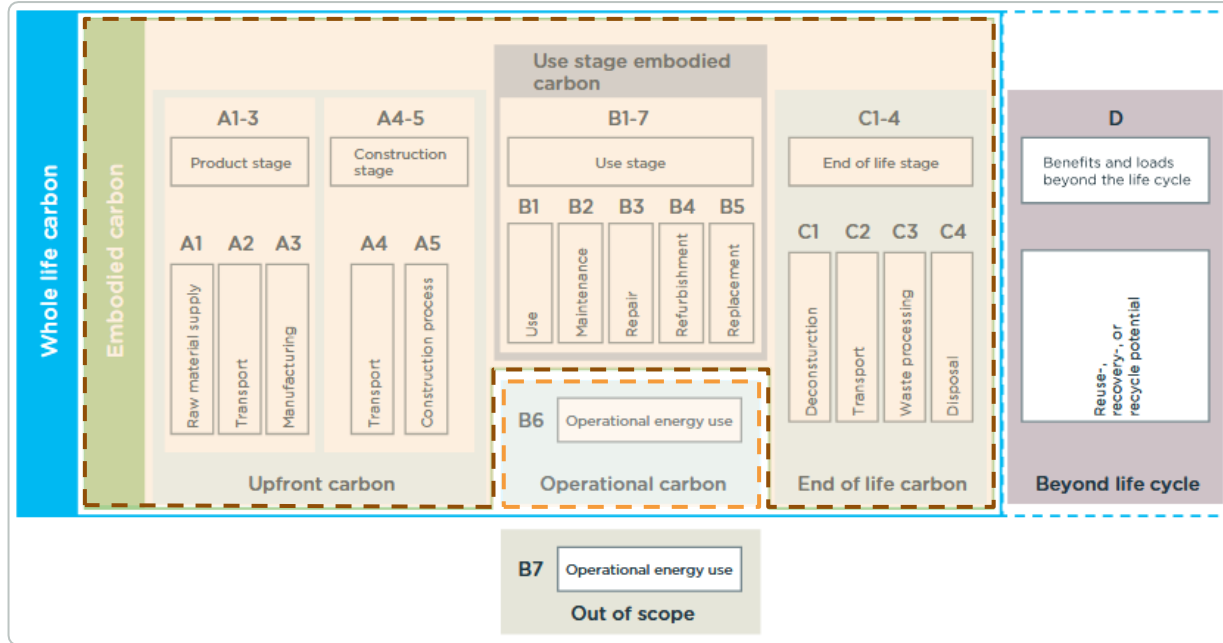 Whole life carbon
Embodied carbon
Use stage embodied
carbon
A1-3
Product stage
A4-5
Construction
stage
B1-7
Use stage
C1-4
End of life stage
D
Benefits and loads
beyond the life cycle
A1
Raw material supply
A2
Transport
A3
Manufacturing
A4
Transport
A5
Construction process
B1
Use
B2
Maintenance
B3
Repair
B4
Refurbishment
B5
Replacement
C1
Deconsturction
C2
Transport
C3
Waste processing
C4
Disposal
Reuse-,
recovery-, or
recycle potential
B6
Operational energy use
Upfront carbon
Operational carbon
End of life carbon
Beyond life cycle
B7
Operational energy use
Out of scope